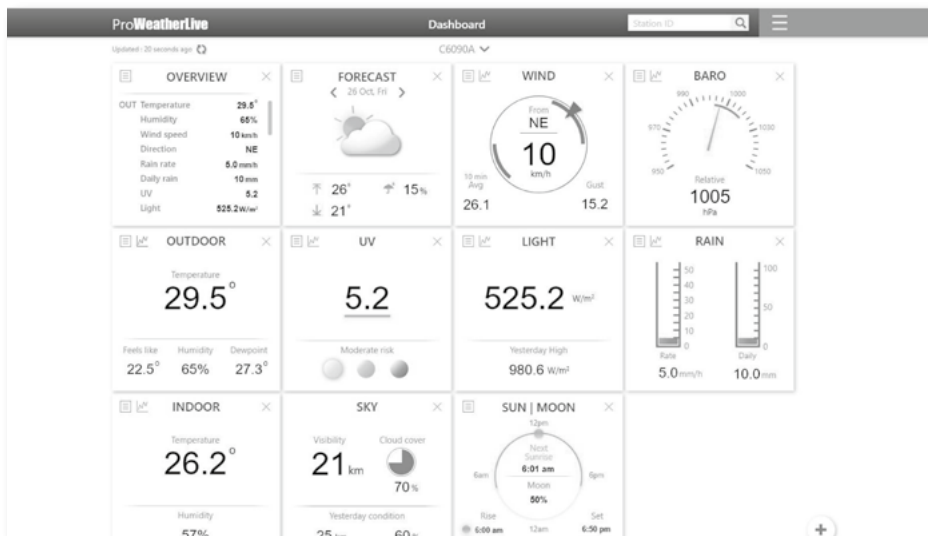 ProWeatherLive
Dashboard
Station ID
Updated : 20 seconds ago
C6090A
OVERVIEW
OUT Temperature 29.5°
Humidity 65%
Wind speed 10 km/h
Direction NE
Rain rate 5.0 mm/h
Daily rain 10 mm
UV 5.2
Light 525.2 W/m²
FORECAST
26 Oct, Fri
26°
15%
21°
WIND
From
NE
10
km/h
10 min
Avg
26.1
Gust
15.2
BARO
950
970
990
1000
1030
1050
Relative
1005
hPa
OUTDOOR
Temperature
29.5°
Feels like Humidity Dewpoint
22.5° 65% 27.3°
UV
5.2
Moderate risk
LIGHT
525.2 W/m²
Yesterday High
980.6 W/m²
RAIN
50
40
30
20
10
0
Rate
5.0 mm/h
100
50
0
Daily
10.0 mm
INDOOR
Temperature
26.2°
Humidity
57%
SKY
Visibility
21 km
Cloud cover
70%
Yesterday condition
25 km 60%
SUN | MOON
12pm
Next
Sunrise
6:01 am
6am
6pm
Moon
50%
Rise
6:00 am
12am
Set
6:50 pm